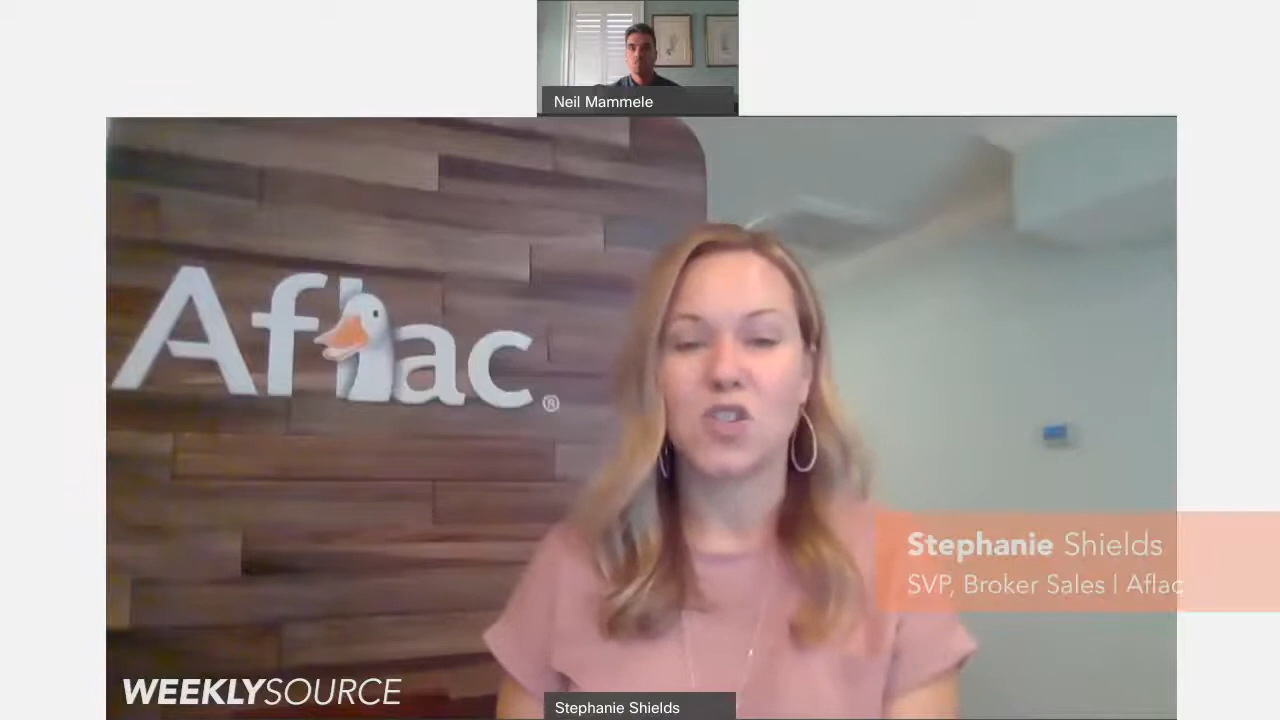 Neil Mammele
Aflac®
Stephanie Shields
SVP, Broker Sales | Aflac
WEEKLYSOURCE
Stephanie Shields